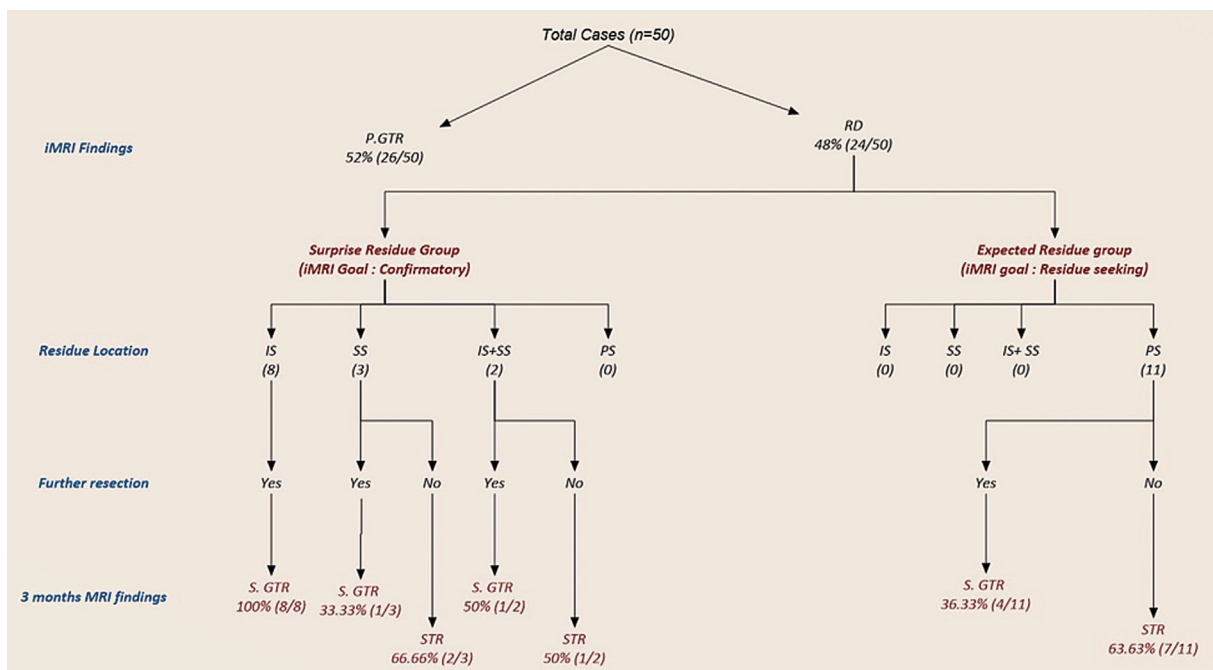 Total Cases (n=50)
iMRI Findings
P.GTR
52% (26/50)
RD
48% (24/50)
Surprise Residue Group
(iMRI Goal : Confirmatory)
Expected Residue group
(iMRI goal : Residue seeking)
Residue Location
IS
(8)
SS
(3)
IS+SS
(2)
PS
(0)
IS
(0)
SS
(0)
IS+ SS
(0)
PS
(11)
Further resection
Yes
Yes
No
Yes
No
Yes
No
3 months MRI findings
S. GTR
100% (8/8)
S. GTR
33.33% (1/3)
STR
66.66% (2/3)
S. GTR
50% (1/2)
STR
50% (1/2)
S. GTR
36.33% (4/11)
STR
63.63% (7/11)